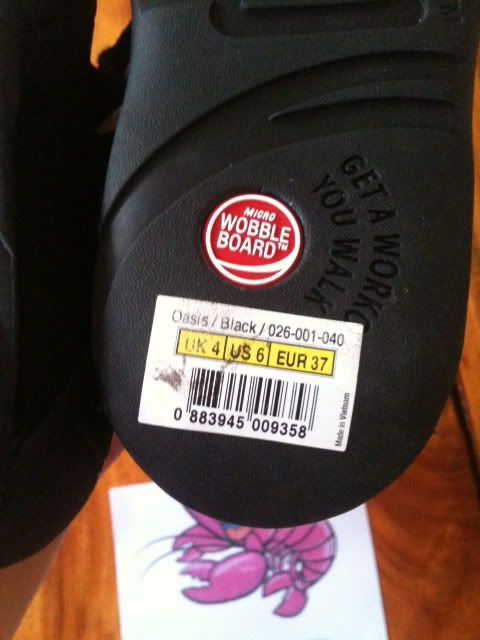 GET A WORKO
YOU WALK
MICRO
WOBBLE
BOARD™
Oasis / Black / 026-001-040
UK 4 US 6 EUR 37
0 883945 009358
Made in Vietnam